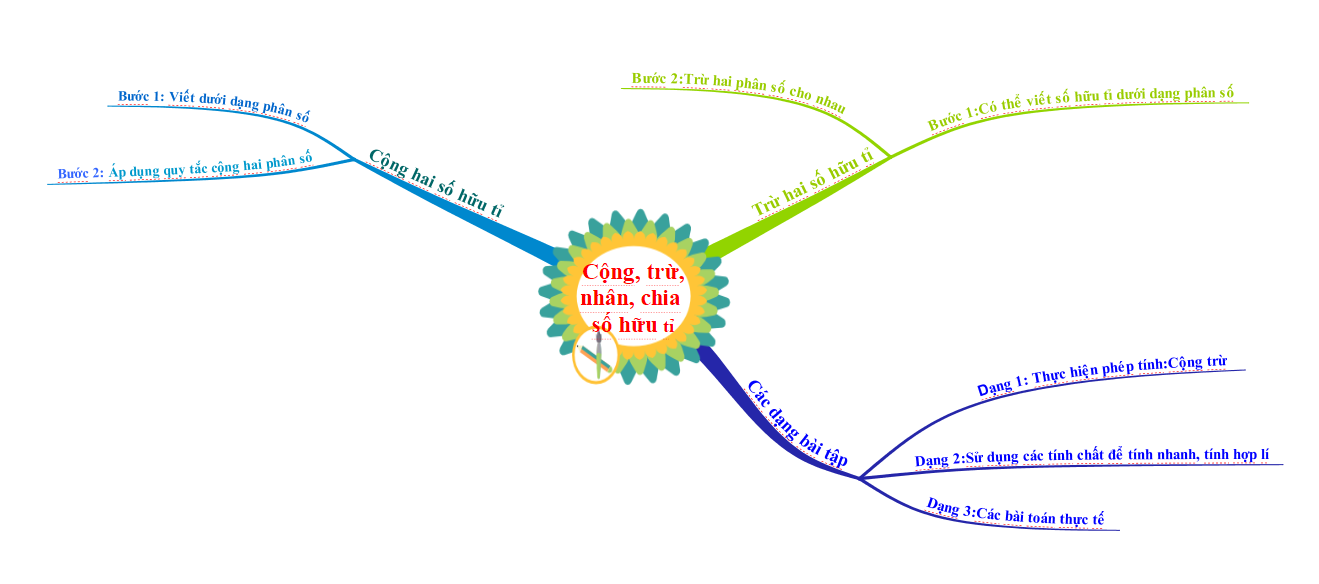 Cộng, trừ,
nhân, chia
số hữu tỉ
Cộng hai số hữu tỉ
Bước 1: Viết dưới dạng phân số
Bước 2: Áp dụng quy tắc cộng hai phân số
Trừ hai số hữu tỉ
Bước 1:Có thể viết số hữu tỉ dưới dạng phân số
Bước 2:Trừ hai phân số cho nhau
Các dạng bài tập
Dạng 1: Thực hiện phép tính:Cộng trừ
Dạng 2:Sử dụng các tính chất để tính nhanh, tính hợp lí
Dạng 3:Các bài toán thực tế